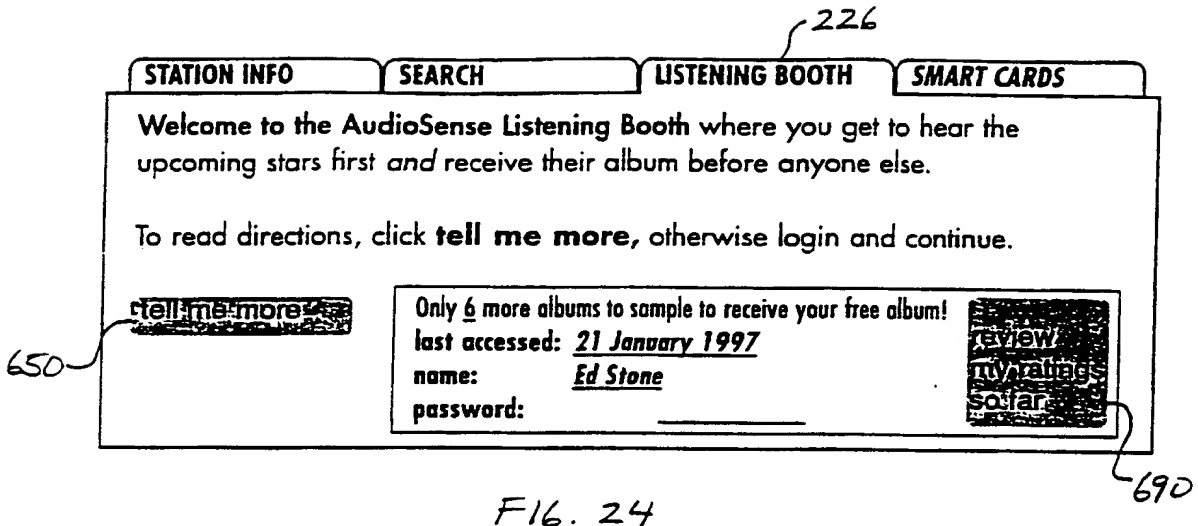 226
STATION INFO SEARCH LISTENING BOOTH SMART CARDS
Welcome to the AudioSense Listening Booth where you get to hear the
upcoming stars first and receive their album before anyone else.
To read directions, click tell me more, otherwise login and continue.
tell me more
650
Only 6 more albums to sample to receive your free album!
last accessed: 21 January 1997
name: Ed Stone
password:
review
my ratings
so far
690
FIG. 24